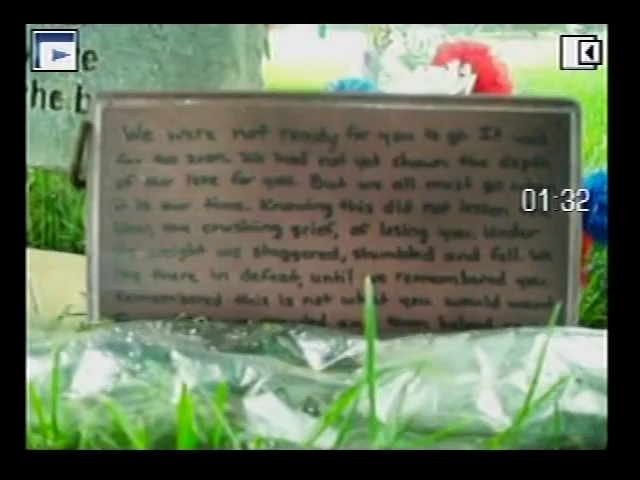 the b
We were not ready for you to go. It was
far too soon. We had not yet shown the depth
of our love for you. But we all must go
it is our time. Knowing this did not lessen
our crushing grief, of losing you. Under
weight we staggered, stumbled and fell. We
there in defeat, until we remembered you.
Remembered this is not what you would want
01:32